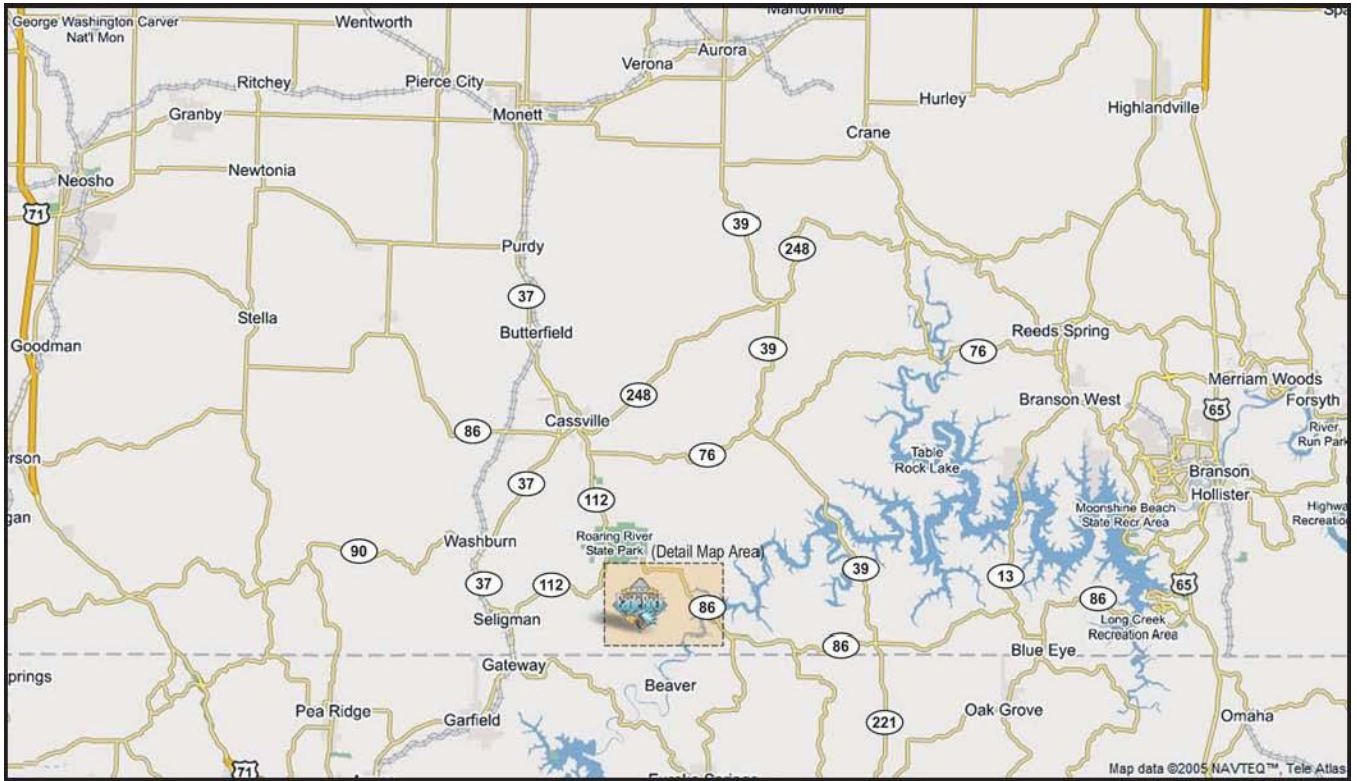 George Washington Carver
Nat'l Mon
Wentworth
Marionville
Aurora
Verona
Ritchey
Pierce City
Granby
Monett
Hurley
Highlandville
Crane
Neosho
Newtonia
71
39
248
Purdy
37
Stella
Butterfield
Goodman
Reeds Spring
39
76
Merriam Woods
Forsyth
248
Branson West
65
Cassville
86
River
Run Park
76
Table
Rock Lake
Branson
37
112
Hollister
Moonshine Beach
State Recr Area
Roaring River
State Park
(Detail Map Area)
Washburn
90
39
13
37
112
65
86
86
Seligman
Long Creek
Recreation Area
86
Blue Eye
Gateway
Beaver
Pea Ridge
Garfield
221
Oak Grove
Omaha
71
Map data ©2005 NAVTEQ™, Tele Atlas